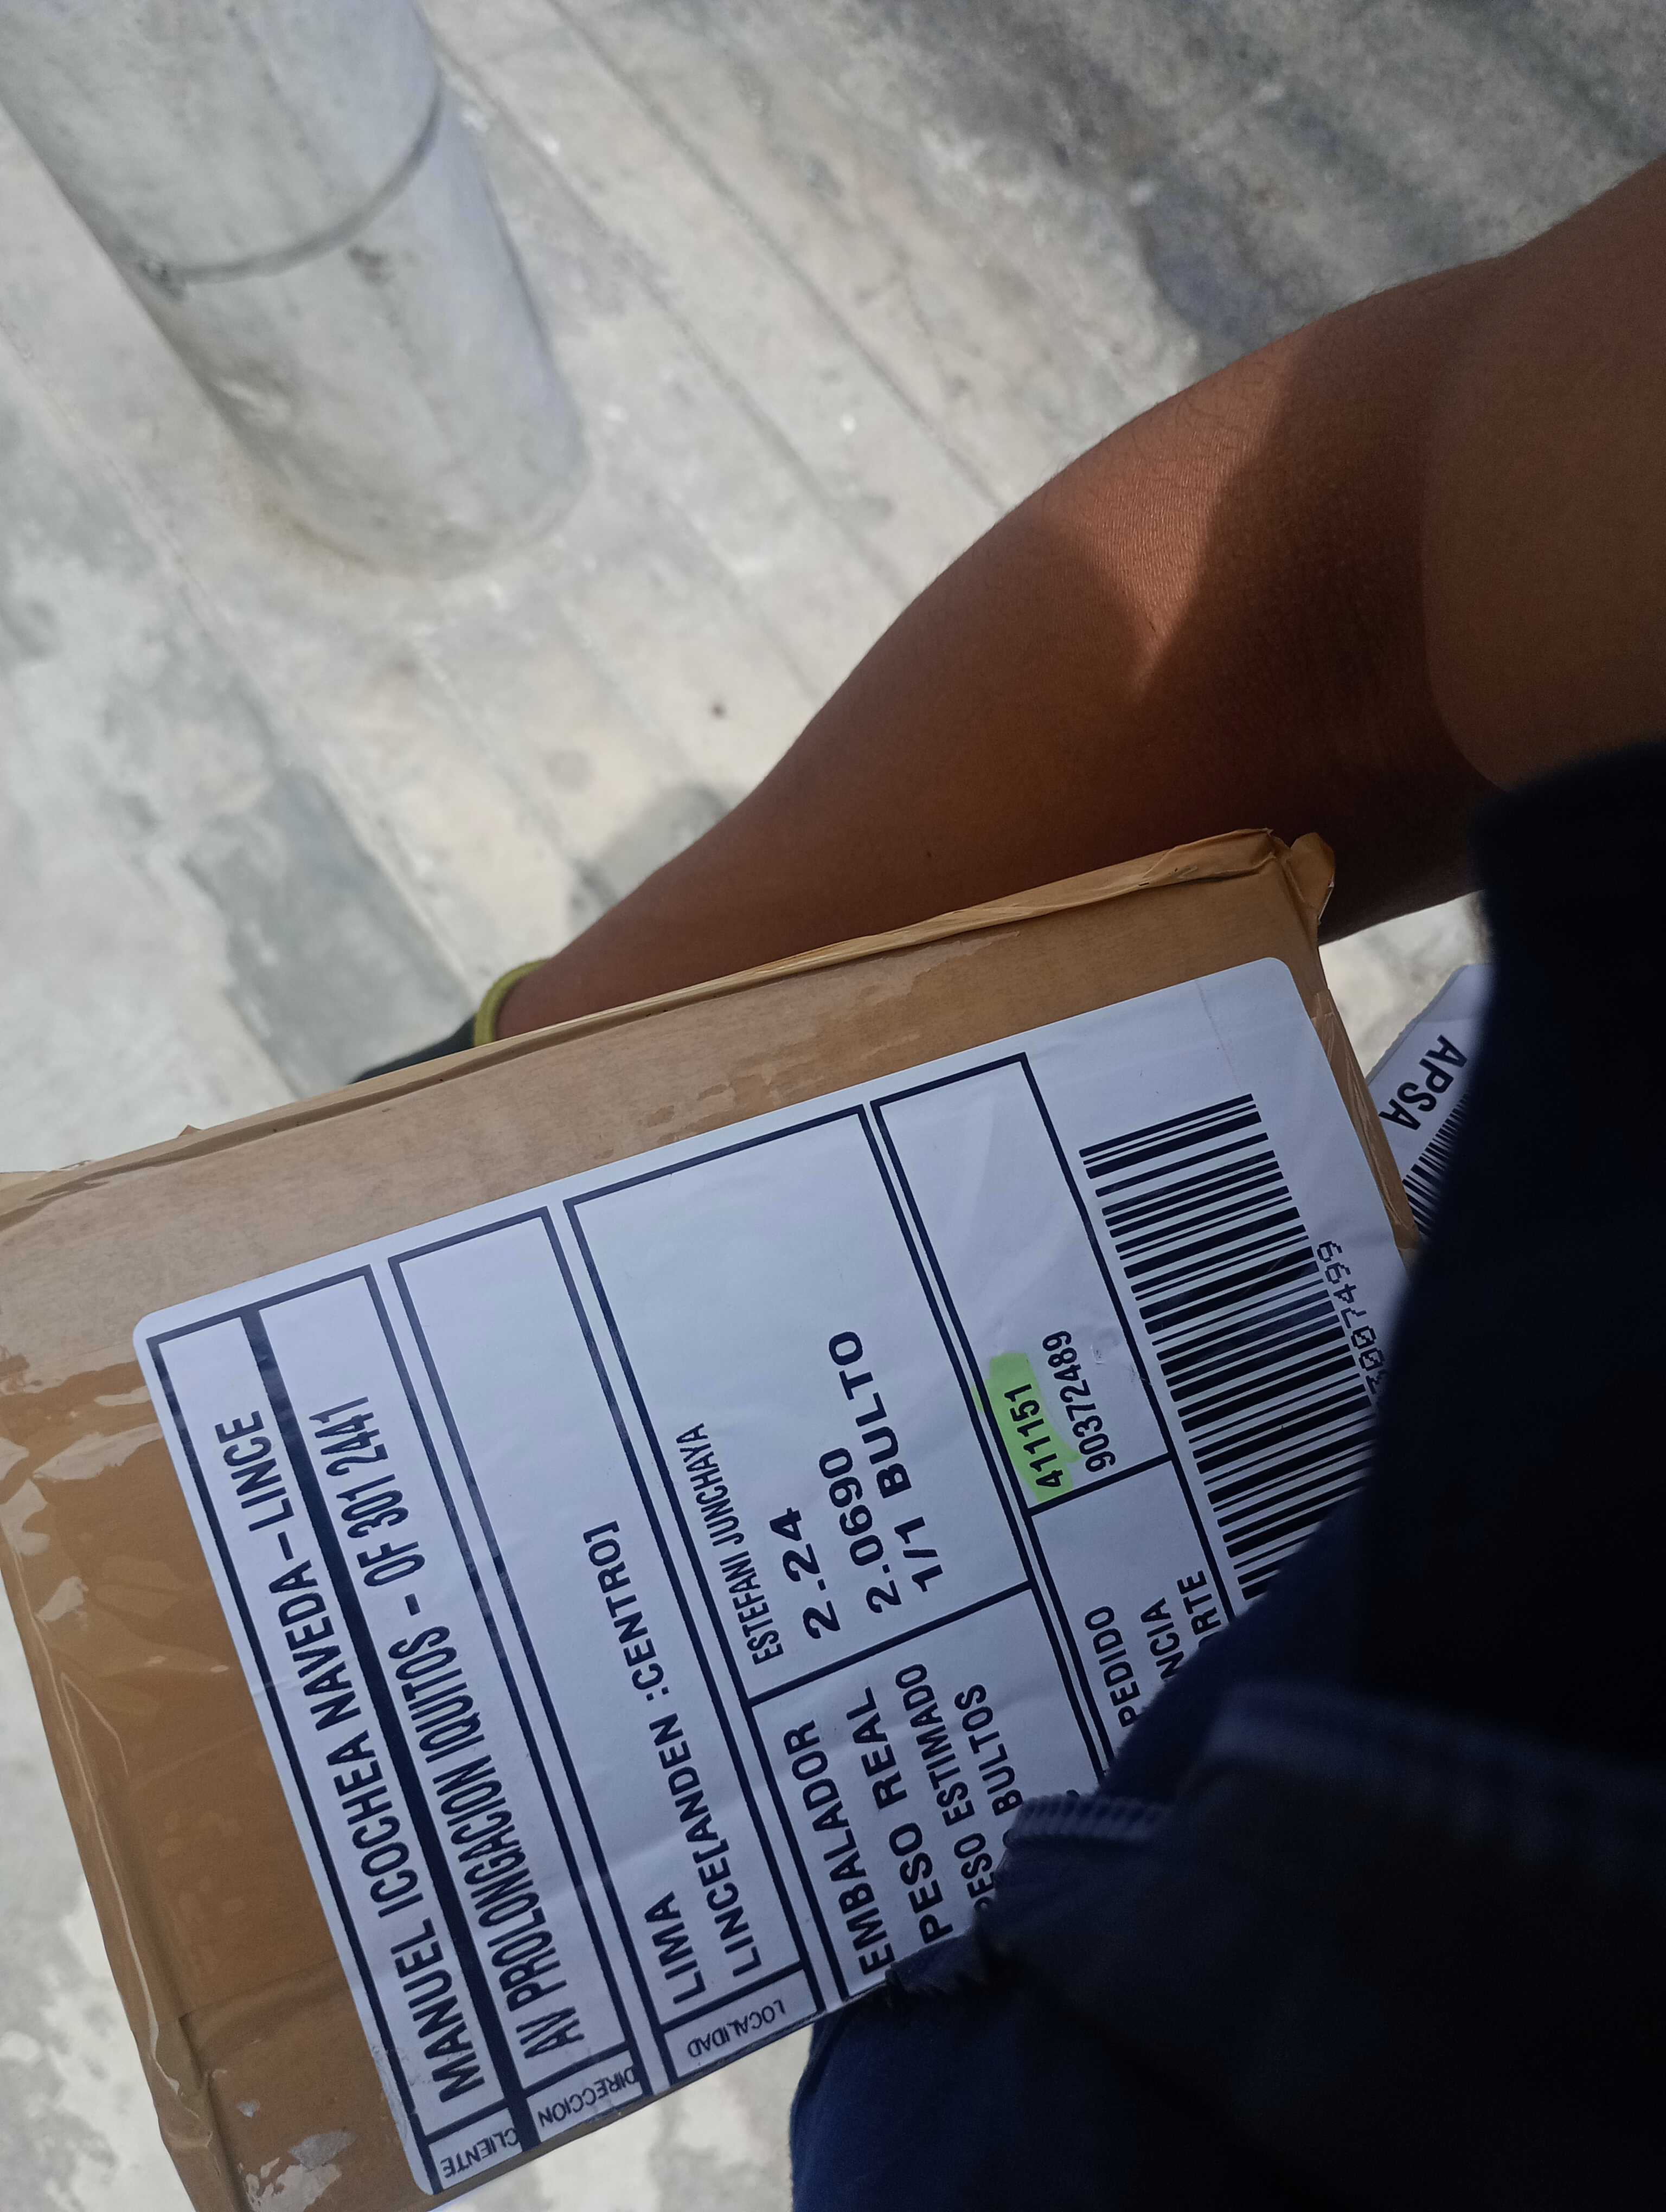 CLIENTE
MANUEL ICOCHEA NAVEDA - LINCE
DIRECCION
AV PROLONGACION IQUITOS - OF 301 2441
LOCALIDAD
LIMA
LINCE[ANDEN :CENTRO]
EMBALADOR ESTEFANI JUNCHAYA
PESO REAL 2.24
PESO ESTIMADO 2.0690
BULTOS 1/1 BULTO
PEDIDO 411151
90372489
007499
APSA